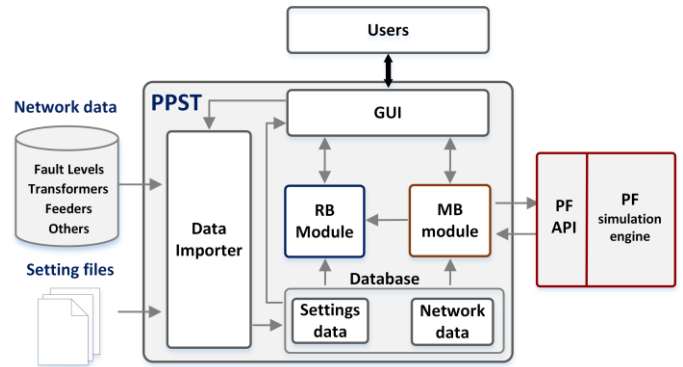 Users
PPST
GUI
Network data
Fault Levels
Transformers
Feeders
Others
Setting files
Data
Importer
RB
Module
MB
module
Database
Settings
data
Network
data
PF
API
PF
simulation
engine